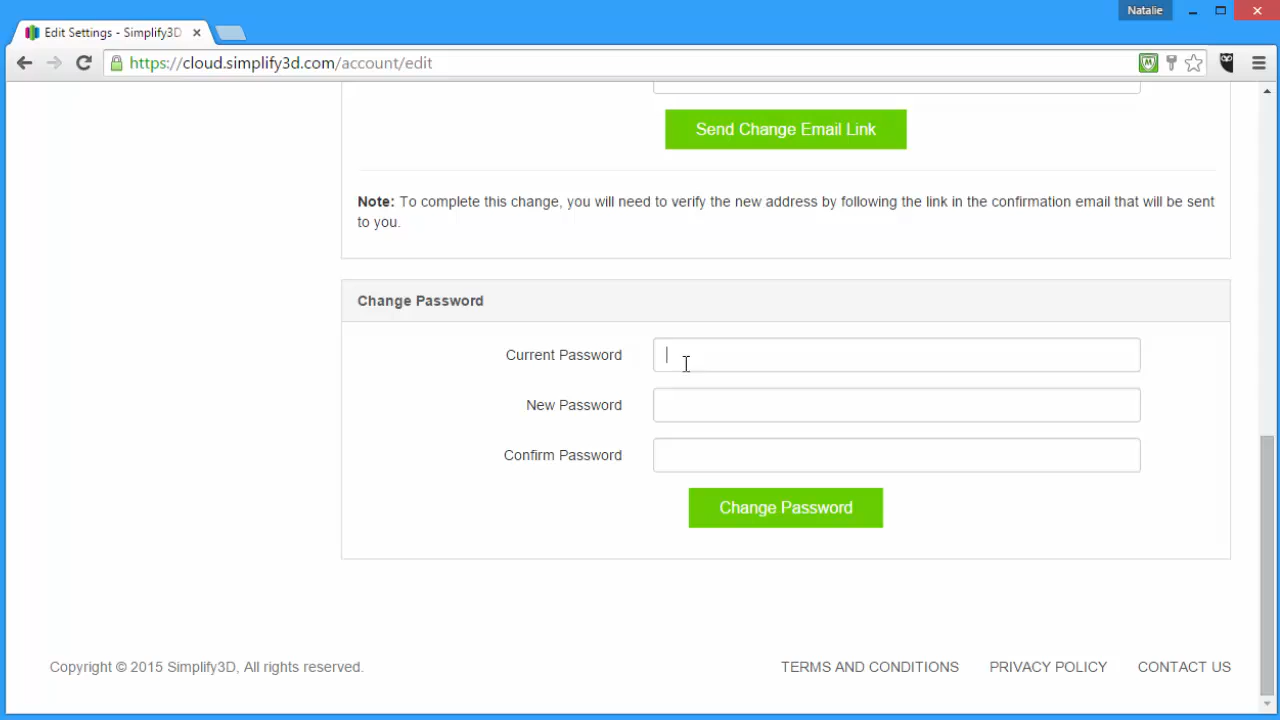 Natalie
Edit Settings - Simplify3D
https://cloud.simplify3d.com/account/edit
Send Change Email Link
Note: To complete this change, you will need to verify the new address by following the link in the confirmation email that will be sent
to you.
Change Password
Current Password
New Password
Confirm Password
Change Password
Copyright © 2015 Simplify3D, All rights reserved.
TERMS AND CONDITIONS
PRIVACY POLICY
CONTACT US